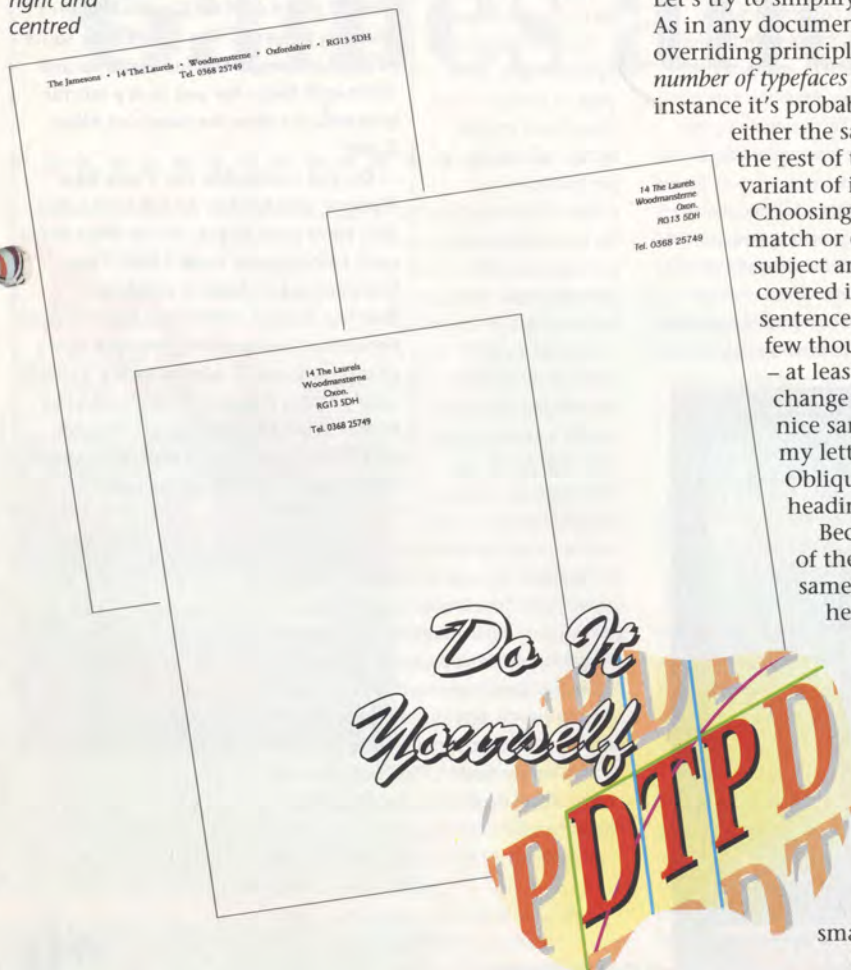 right and
centred
The Jamesons • 14 The Laurels • Woodmansterne • Oxfordshire • RG13 5DH
Tel. 0368 25749
14 The Laurels
Woodmansterne
Oxon.
RG13 5DH
Tel. 0368 25749
14 The Laurels
Woodmansterne
Oxon.
RG13 5DH
Tel. 0368 25749
Do It
Yourself
PDTPD
Let's try to simplify
As in any documen
overriding principl
number of typefaces
instance it's probab
either the sa
the rest of t
variant of i
Choosing
match or
subject an
covered i
sentence
few thou
– at leas
change
nice san
my lett
Obliqu
headin
Bec
of the
same
he
sma